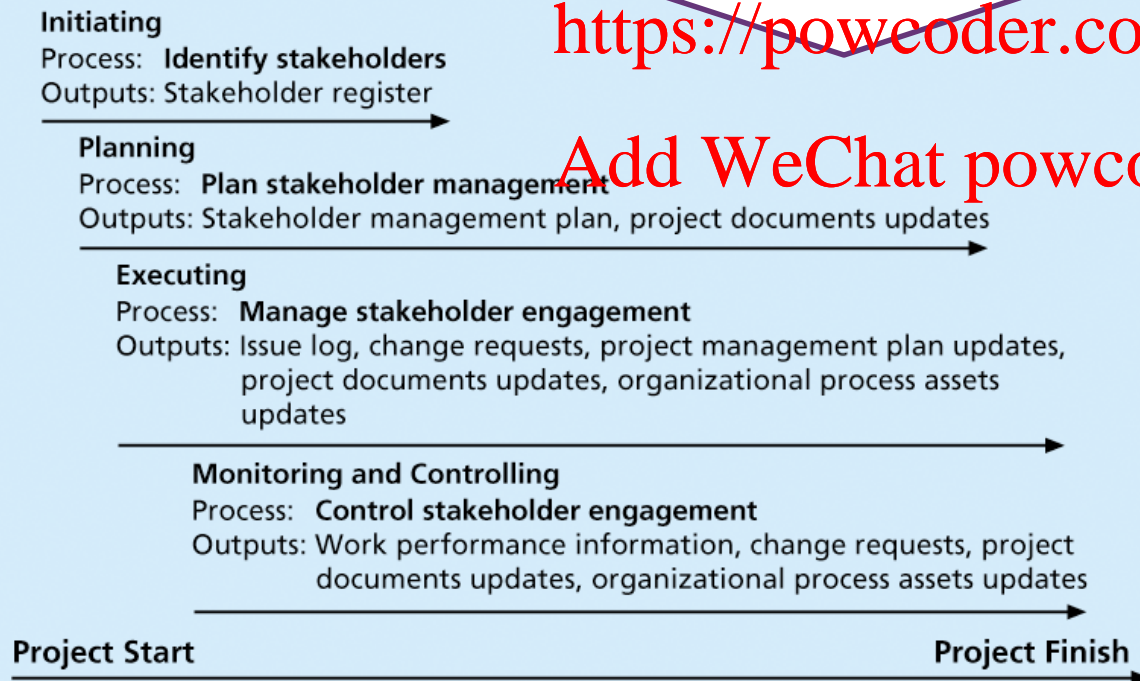 Initiating
https://powcoder.co
Process: Identify stakeholders
Outputs: Stakeholder register
Planning
Add WeChat powco
Process: Plan stakeholder management
Outputs: Stakeholder management plan, project documents updates
Executing
Process: Manage stakeholder engagement
Outputs: Issue log, change requests, project management plan updates,
project documents updates, organizational process assets
updates
Monitoring and Controlling
Process: Control stakeholder engagement
Outputs: Work performance information, change requests, project
documents updates, organizational process assets updates
Project Start Project Finish